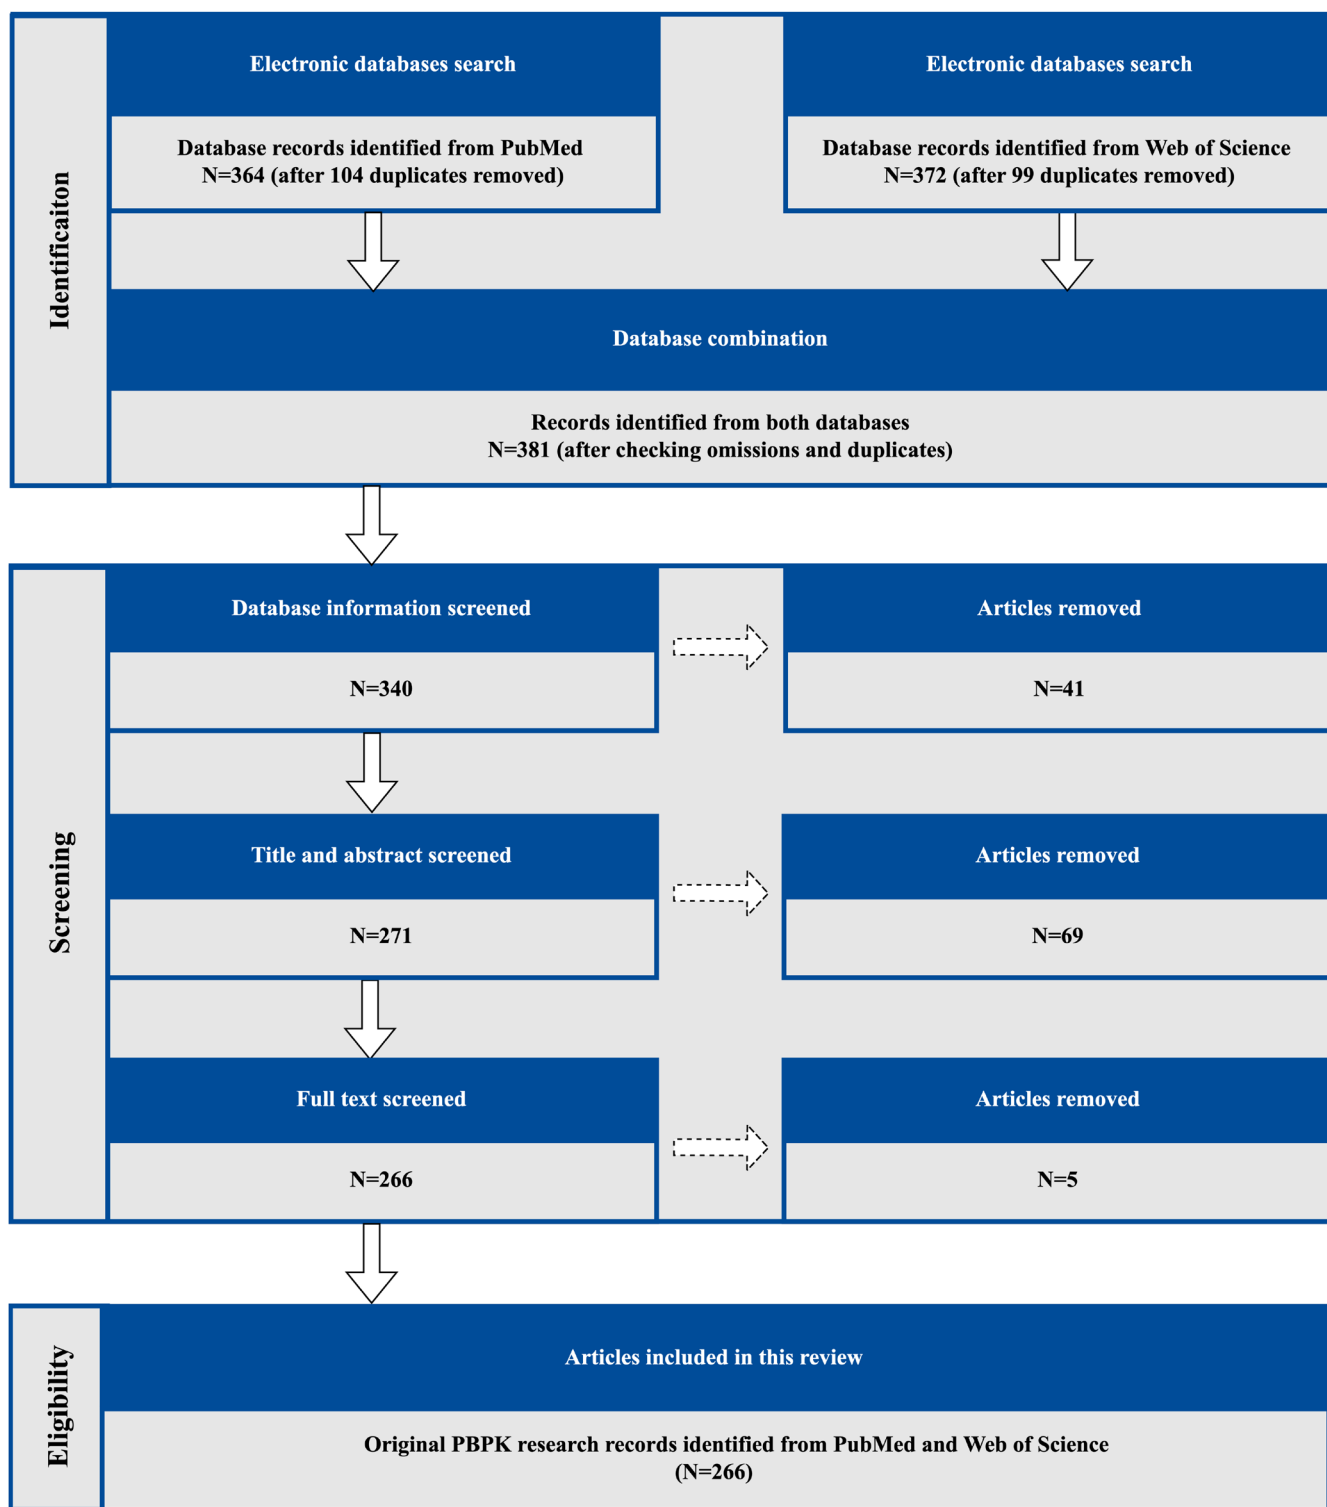 Identificaiton
Electronic databases search
Database records identified from PubMed
N=364 (after 104 duplicates removed)
Electronic databases search
Database records identified from Web of Science
N=372 (after 99 duplicates removed)
Database combination
Records identified from both databases
N=381 (after checking omissions and duplicates)
Screening
Database information screened
N=340
Articles removed
N=41
Title and abstract screened
N=271
Articles removed
N=69
Full text screened
N=266
Articles removed
N=5
Eligibility
Articles included in this review
Original PBPK research records identified from PubMed and Web of Science
(N=266)